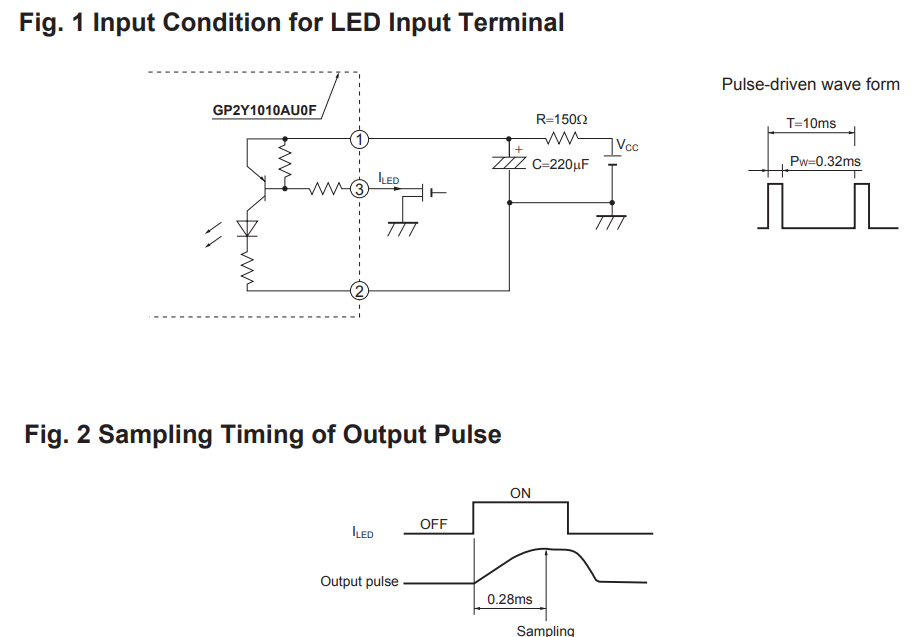 Fig. 1 Input Condition for LED Input Terminal
Pulse-driven wave form
GP2Y1010AU0F
R=150Ω
T=10ms
1
VCC
+
C=220μF
PW=0.32ms
ILED
3
2
Fig. 2 Sampling Timing of Output Pulse
ON
OFF
ILED
Output pulse
0.28ms
Sampling